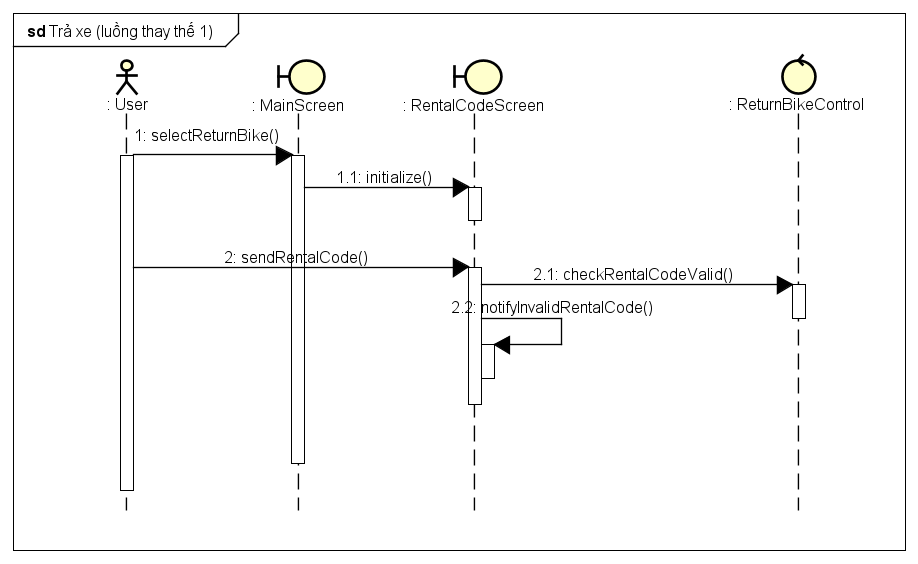 sd Trả xe (luồng thay thế 1)
: User
: MainScreen
: RentalCodeScreen
: ReturnBikeControl
1: selectReturnBike()
1.1: initialize()
2: sendRentalCode()
2.1: checkRentalCodeValid()
2.2: notifyInvalidRentalCode()